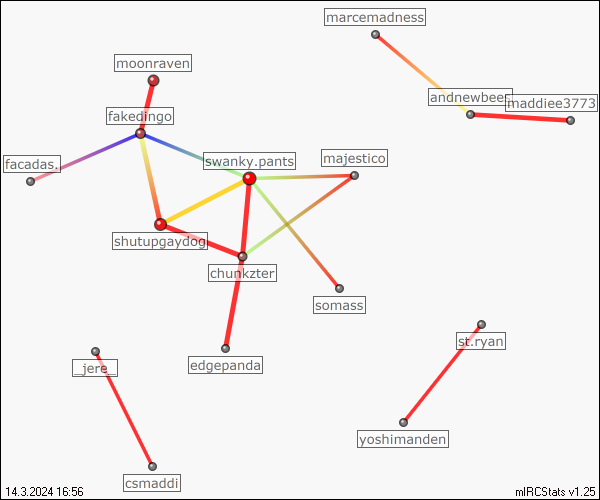 marcemadness
moonraven
andnewbeer
maddiee3773
fakedingo
swanky.pants
majestico
facadas.
shutupgaydog
chunkzter
somass
st.ryan
edgepanda
_jere_
yoshimanden
csmaddi
14.3.2024 16:56
mIRCStats v1.25